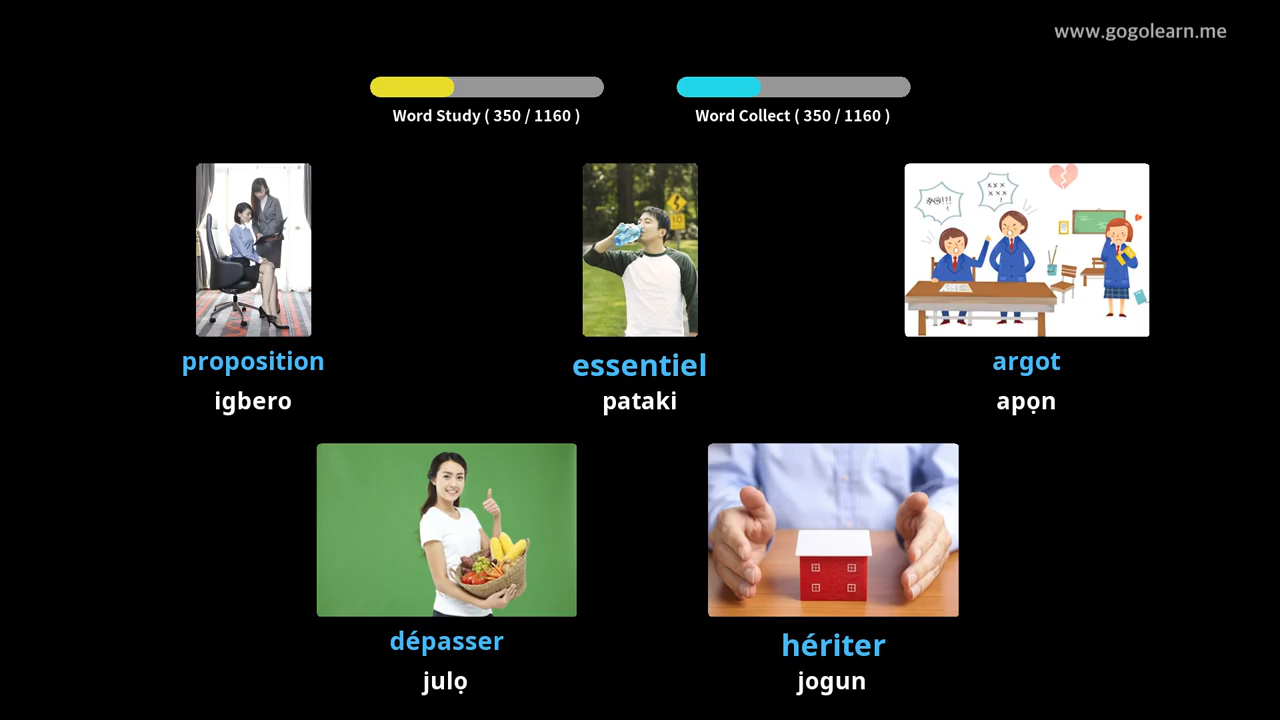 www.gogolearn.me
Word Study ( 350 / 1160 )
Word Collect ( 350 / 1160 )
proposition
igbero
essentiel
pataki
argot
apọn
dépasser
julọ
hériter
jogun